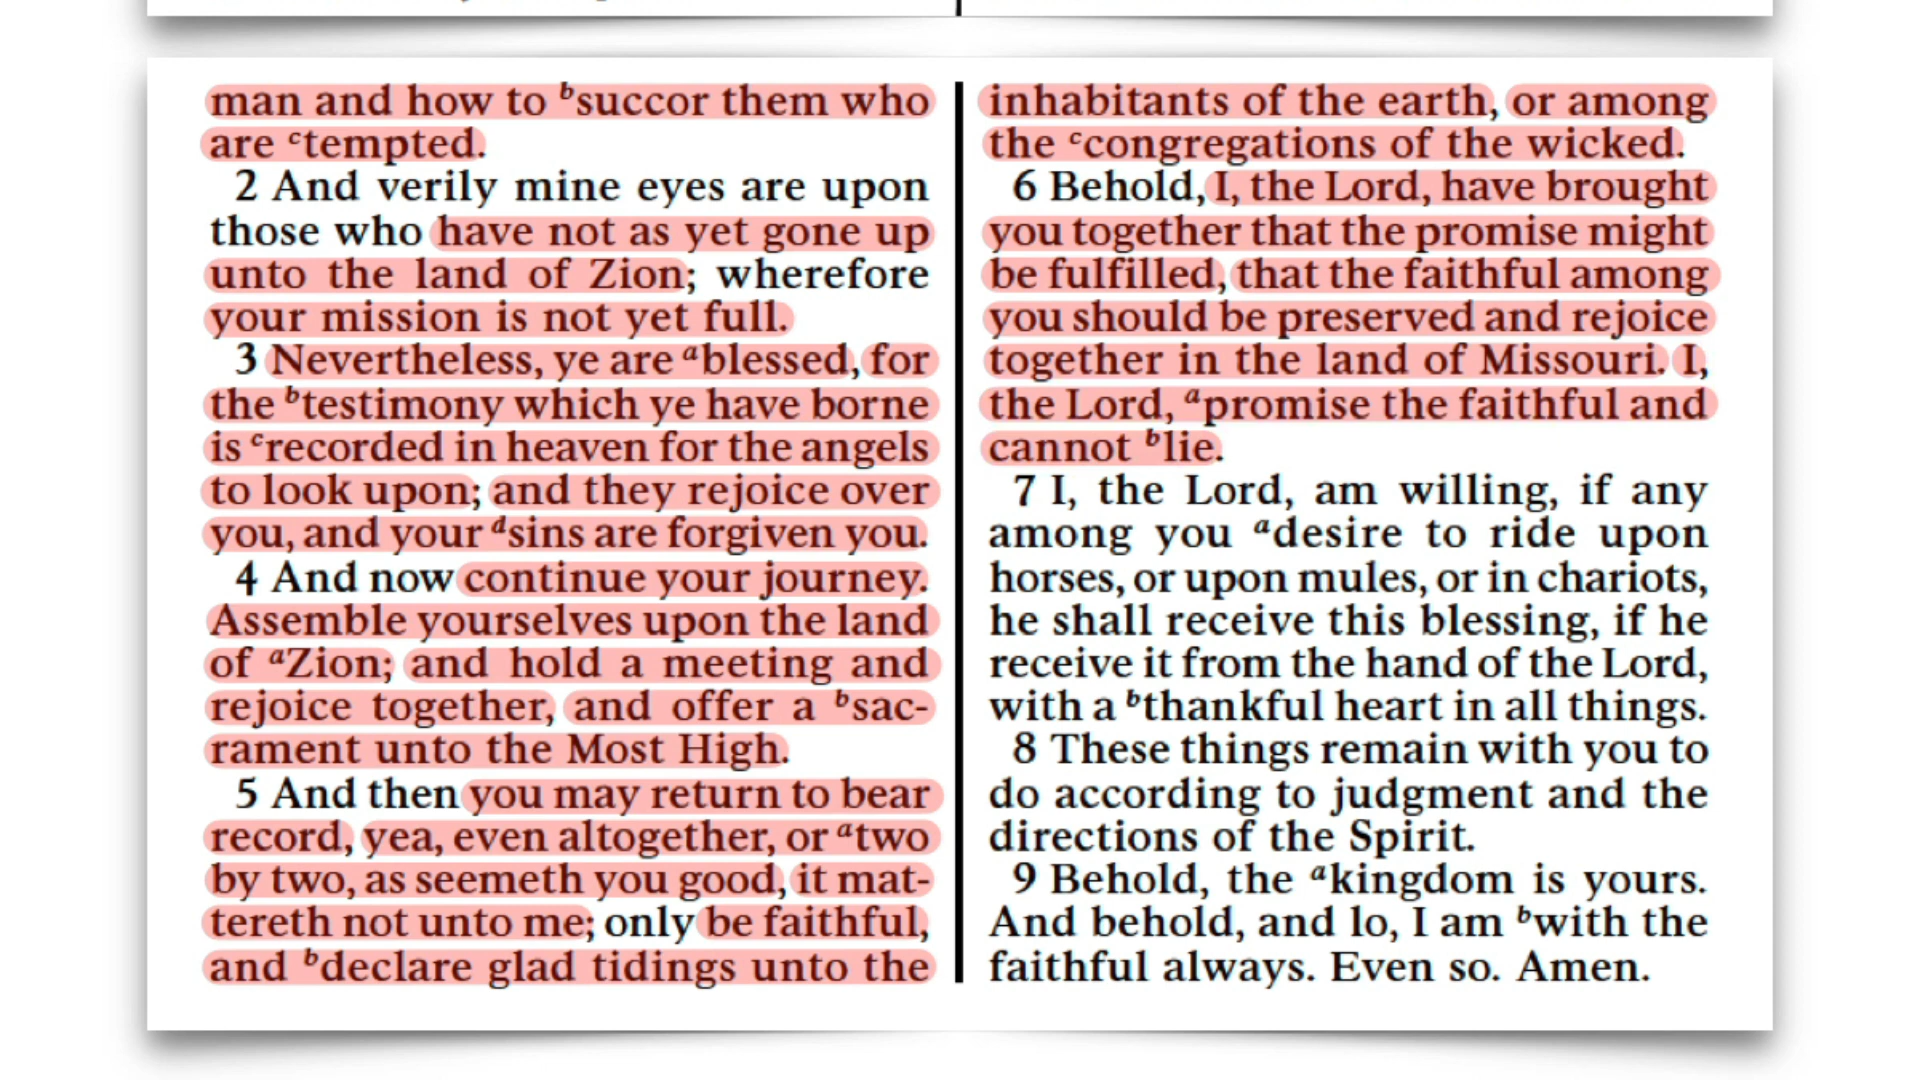 man and how to bsuccor them who
are ctempted.
2 And verily mine eyes are upon
those who have not as yet gone up
unto the land of Zion; wherefore
your mission is not yet full.
3 Nevertheless, ye are ablessed, for
the btestimony which ye have borne
is crecorded in heaven for the angels
to look upon; and they rejoice over
you, and your dsins are forgiven you.
4 And now continue your journey.
Assemble yourselves upon the land
of aZion; and hold a meeting and
rejoice together, and offer a bsac-
rament unto the Most High.
5 And then you may return to bear
record, yea, even altogether, or atwo
by two, as seemeth you good, it mat-
tereth not unto me; only be faithful,
and bdeclare glad tidings unto the
inhabitants of the earth, or among
the ccongregations of the wicked.
6 Behold, I, the Lord, have brought
you together that the promise might
be fulfilled, that the faithful among
you should be preserved and rejoice
together in the land of Missouri. I,
the Lord, apromise the faithful and
cannot blie.
7 I, the Lord, am willing, if any
among you adesire to ride upon
horses, or upon mules, or in chariots,
he shall receive this blessing, if he
receive it from the hand of the Lord,
with a bthankful heart in all things.
8 These things remain with you to
do according to judgment and the
directions of the Spirit.
9 Behold, the akingdom is yours.
And behold, and lo, I am bwith the
faithful always. Even so. Amen.